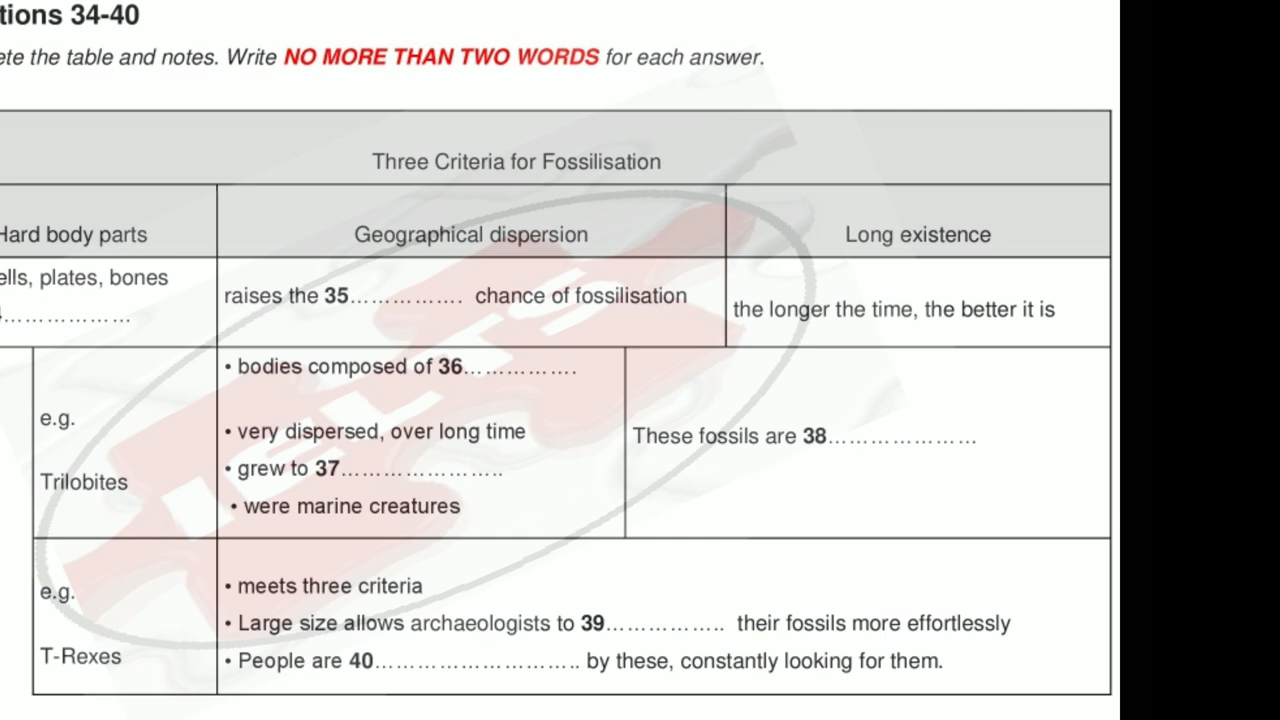 tions 34-40
ete the table and notes. Write NO MORE THAN TWO WORDS for each answer.
Three Criteria for Fossilisation
Hard body parts
Geographical dispersion
Long existence
ells, plates, bones
................
raises the 35................ chance of fossilisation
the longer the time, the better it is
e.g.
Trilobites
• bodies composed of 36................
• very dispersed, over long time
• grew to 37.......................
• were marine creatures
These fossils are 38.....................
e.g.
T-Rexes
• meets three criteria
• Large size allows archaeologists to 39................. their fossils more effortlessly
• People are 40............................. by these, constantly looking for them.
IELTS